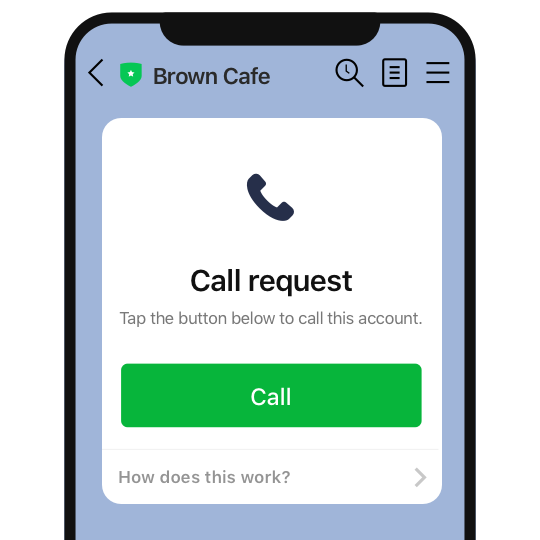 Brown Cafe
Call request
Tap the button below to call this account.
Call
How does this work?